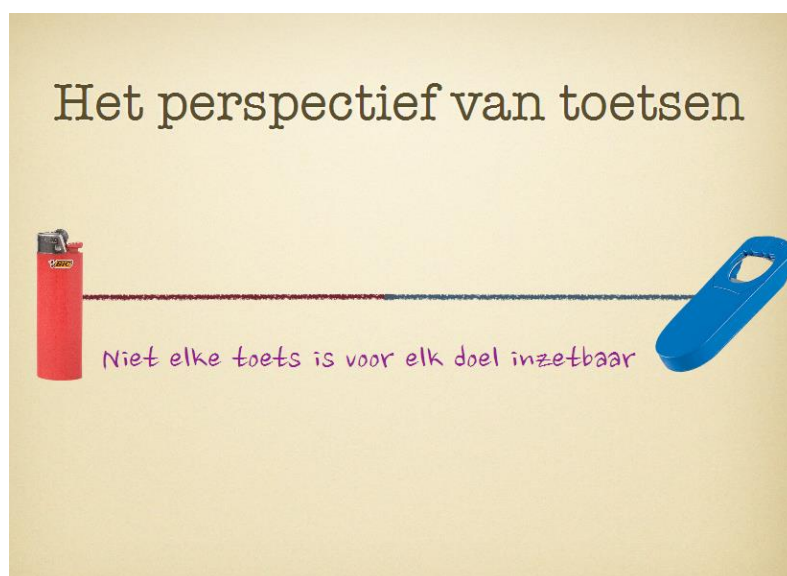 Het perspectief van toetsen
BIC
Niet elke toets is voor elk doel inzetbaar